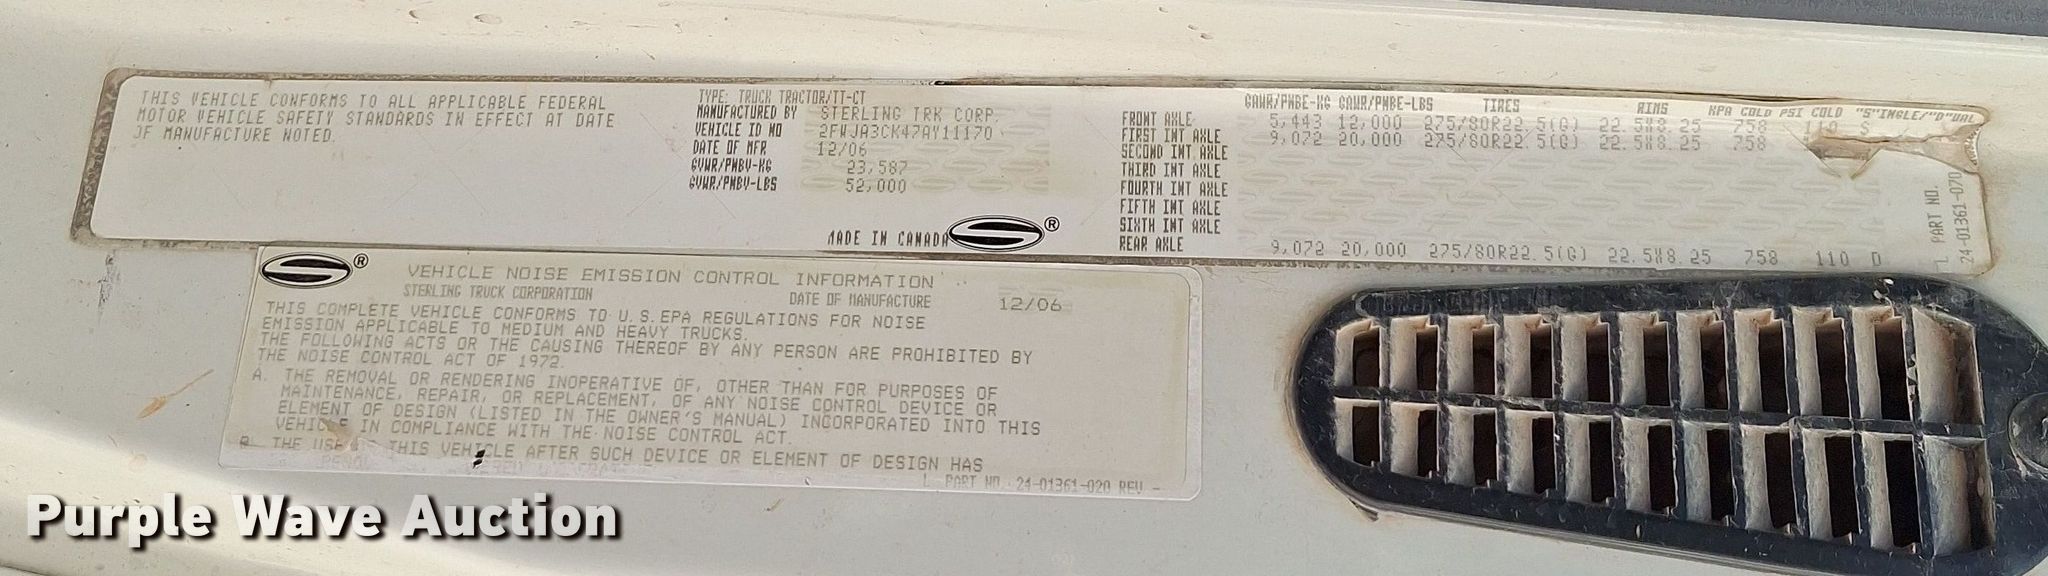 THIS VEHICLE CONFORMS TO ALL APPLICABLE FEDERAL
MOTOR VEHICLE SAFETY STANDARDS IN EFFECT AT DATE
OF MANUFACTURE NOTED.
TYPE: TRUCK TRACTOR/TT-CT
MANUFACTURED BY STERLING TRK CORP.
VEHICLE ID NO 2FWJA3CK47AY11170
DATE OF MFR 12/06
GVWR/PNBV-KG 23,587
GVWR/PNBV-LBS 52,000
MADE IN CANADA S ®
GAWR/PNBE-KG GAWR/PNBE-LBS TIRES RIMS KPA COLD PSI COLD "S"INGLE/"D"UAL
FRONT AXLE 5,443 12,000 275/80R22.5(G) 22.5X8.25 758 110 S
FIRST INT AXLE 9,072 20,000 275/80R22.5(G) 22.5X8.25 758
SECOND INT AXLE
THIRD INT AXLE
FOURTH INT AXLE
FIFTH INT AXLE
SIXTH INT AXLE
REAR AXLE 9,072 20,000 275/80R22.5(G) 22.5X8.25 758 110 D
PART NO.
24-01361-070
S ®
VEHICLE NOISE EMISSION CONTROL INFORMATION
STERLING TRUCK CORPORATION DATE OF MANUFACTURE 12/06
THIS COMPLETE VEHICLE CONFORMS TO U.S.EPA REGULATIONS FOR NOISE
EMISSION APPLICABLE TO MEDIUM AND HEAVY TRUCKS.
THE FOLLOWING ACTS OR THE CAUSING THEREOF BY ANY PERSON ARE PROHIBITED BY
THE NOISE CONTROL ACT OF 1972.
A. THE REMOVAL OR RENDERING INOPERATIVE OF, OTHER THAN FOR PURPOSES OF
MAINTENANCE, REPAIR, OR REPLACEMENT, OF ANY NOISE CONTROL DEVICE OR
ELEMENT OF DESIGN (LISTED IN THE OWNER'S MANUAL) INCORPORATED INTO THIS
VEHICLE IN COMPLIANCE WITH THE NOISE CONTROL ACT.
B. THE USE THIS VEHICLE AFTER SUCH DEVICE OR ELEMENT OF DESIGN HAS
PART NO. 24-01361-020 REV -
Purple Wave Auction